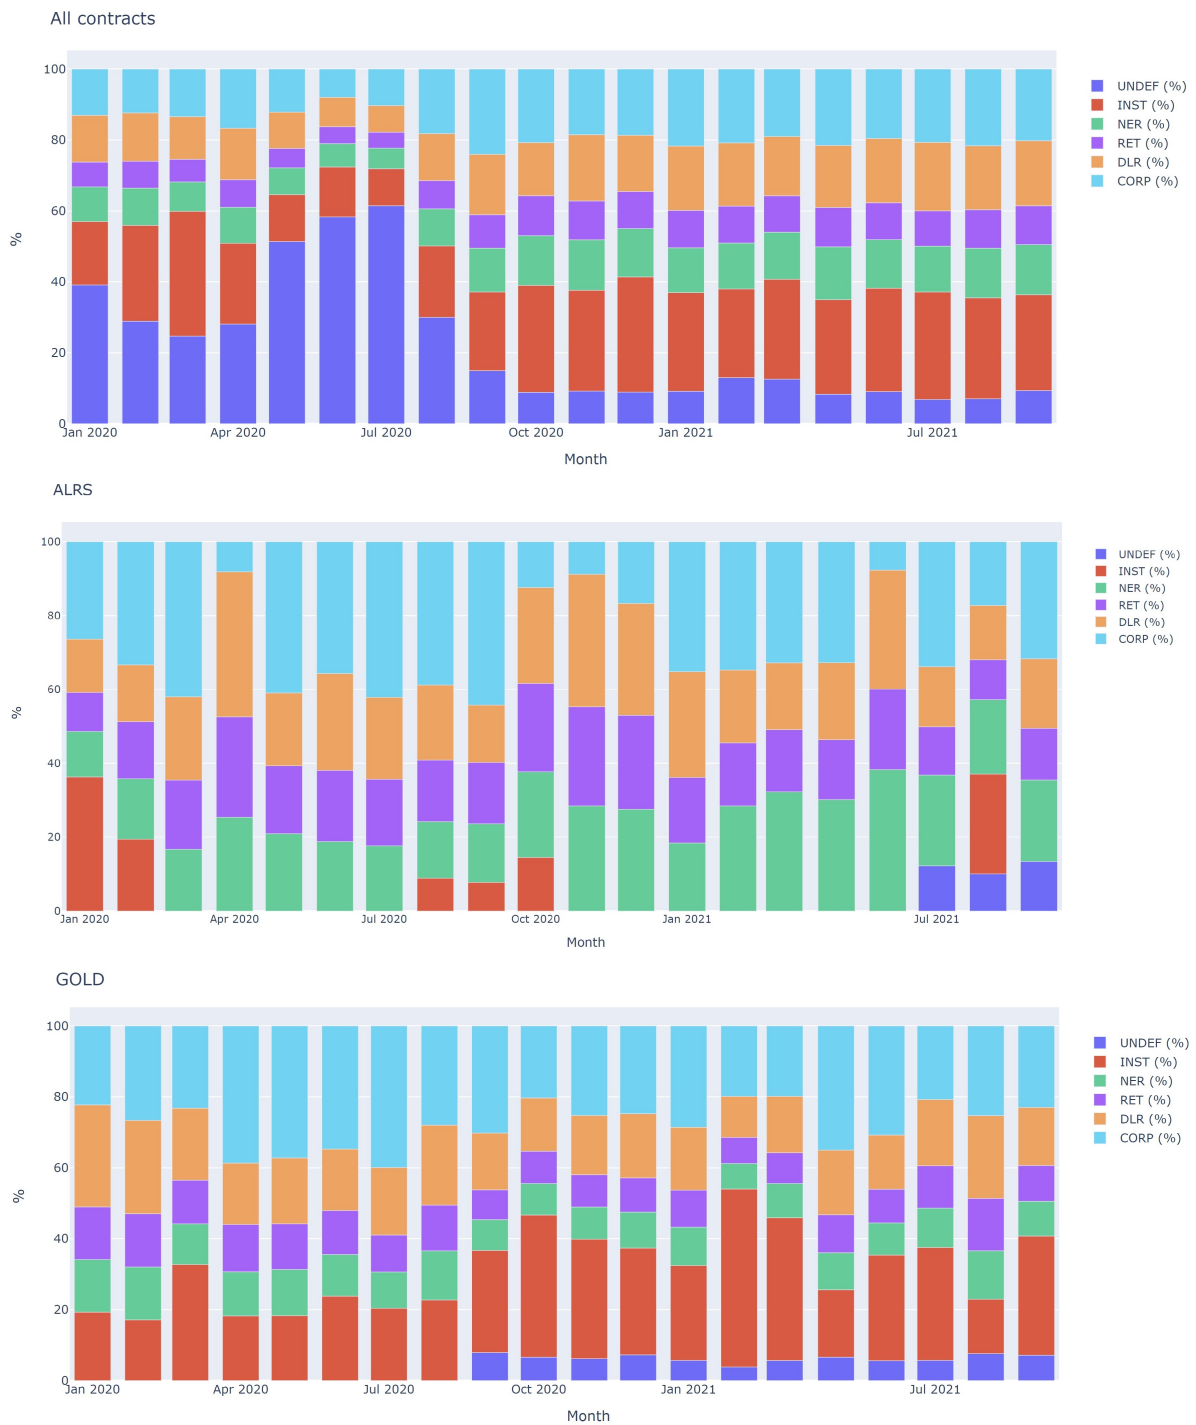 All contracts
100
80
60
40
20
0
%
Jan 2020 Apr 2020 Jul 2020 Oct 2020 Jan 2021 Jul 2021
Month
UNDEF (%)
INST (%)
NER (%)
RET (%)
DLR (%)
CORP (%)
ALRS
100
80
60
40
20
0
%
Jan 2020 Apr 2020 Jul 2020 Oct 2020 Jan 2021 Jul 2021
Month
UNDEF (%)
INST (%)
NER (%)
RET (%)
DLR (%)
CORP (%)
GOLD
100
80
60
40
20
0
%
Jan 2020 Apr 2020 Jul 2020 Oct 2020 Jan 2021 Jul 2021
Month
UNDEF (%)
INST (%)
NER (%)
RET (%)
DLR (%)
CORP (%)